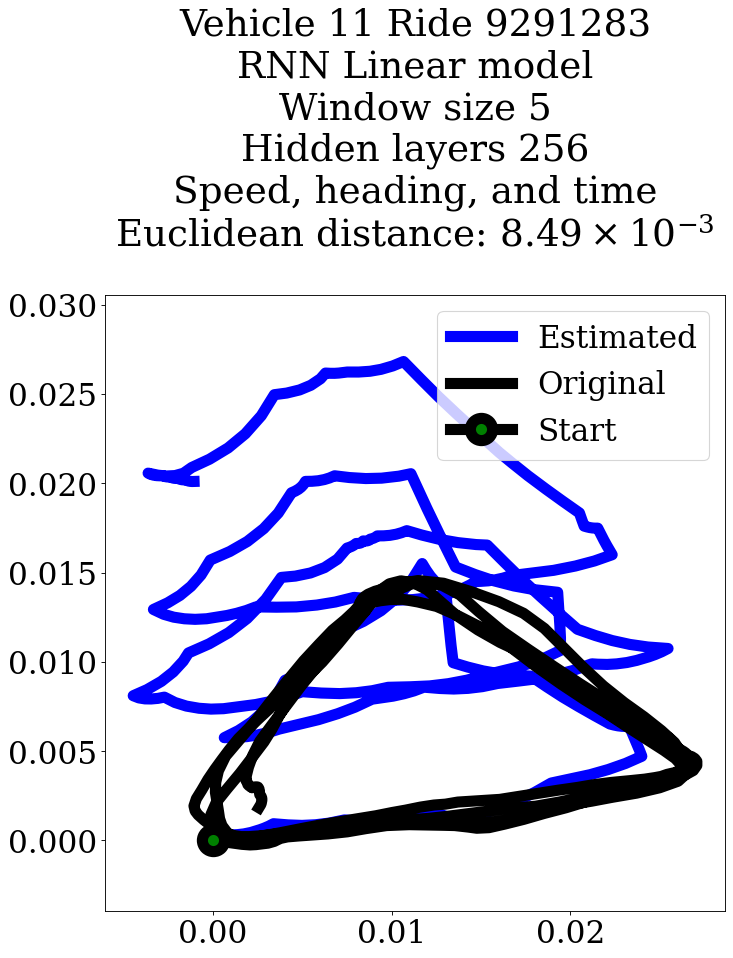 Vehicle 11 Ride 9291283
RNN Linear model
Window size 5
Hidden layers 256
Speed, heading, and time
Euclidean distance: 8.49 × 10⁻³
0.030
0.025
0.020
0.015
0.010
0.005
0.000
Estimated
Original
Start
0.00 0.01 0.02